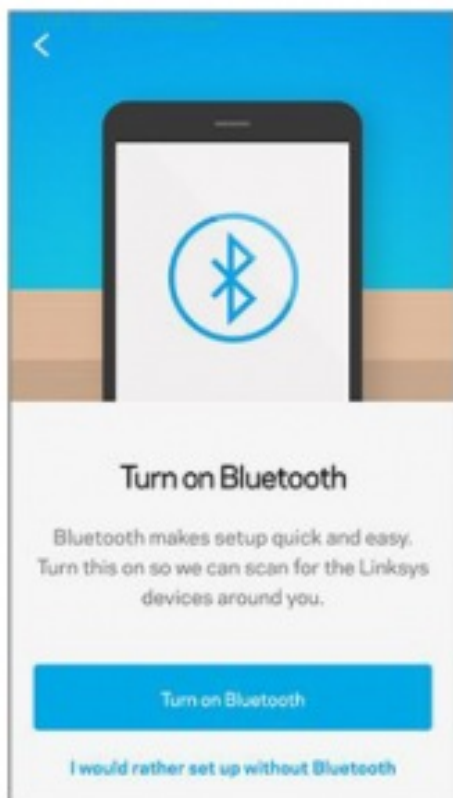 Turn on Bluetooth
Bluetooth makes setup quick and easy.
Turn this on so we can scan for the Linksys
devices around you.
Turn on Bluetooth
I would rather set up without Bluetooth